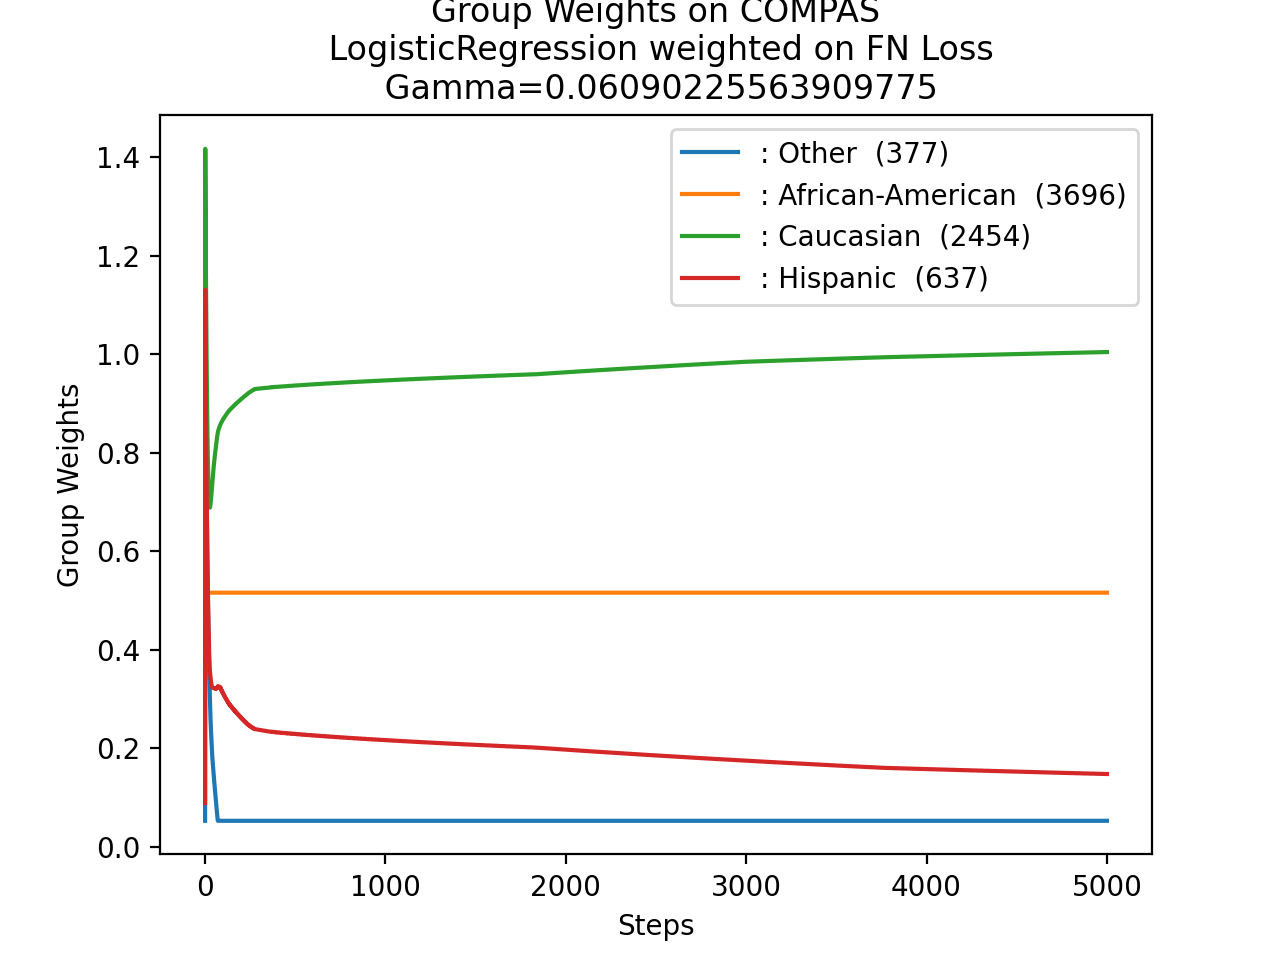 Group Weights on COMPAS
LogisticRegression weighted on FN Loss
Gamma=0.06090225563909775
: Other (377)
: African-American (3696)
: Caucasian (2454)
: Hispanic (637)
1.4
1.2
1.0
0.8
0.6
0.4
0.2
0.0
Group Weights
0 1000 2000 3000 4000 5000
Steps